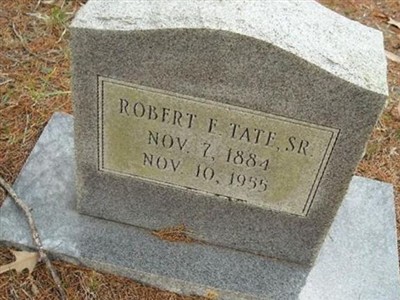 ROBERT F. TATE, SR.
NOV. 7, 1884
NOV. 10, 1955